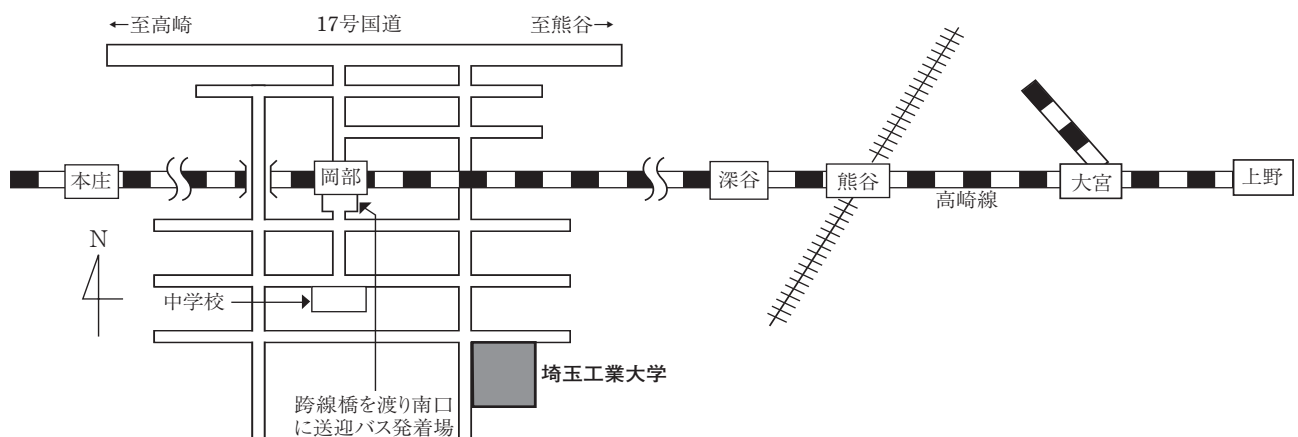 ←至高崎
17号国道
至熊谷→
本庄
岡部
深谷
熊谷
大宮
上野
高崎線
N
中学校
埼玉工業大学
跨線橋を渡り南口
に送迎バス発着場